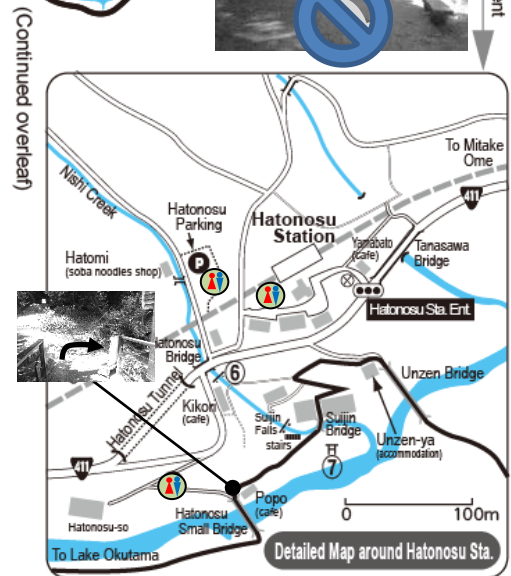 ent
(Continued overleaf)
To Mitake
Ome
411
Nishi Creek
Hatonosu
Parking
P
Hatonosu
Station
Yamabato
(cafe)
Tanasawa
Bridge
Hatomi
(soba noodles shop)
Hatonosu Sta. Ent.
Hatonosu
Bridge
6
Unzen Bridge
Hatonosu Tunnel
Kikori
(cafe)
Suijin
Falls
stairs
Suijin
Bridge
Unzen-ya
(accommodation)
7
411
Hatonosu-so
Popo
(cafe)
Hatonosu
Small Bridge
0
100m
To Lake Okutama
Detailed Map around Hatonosu Sta.